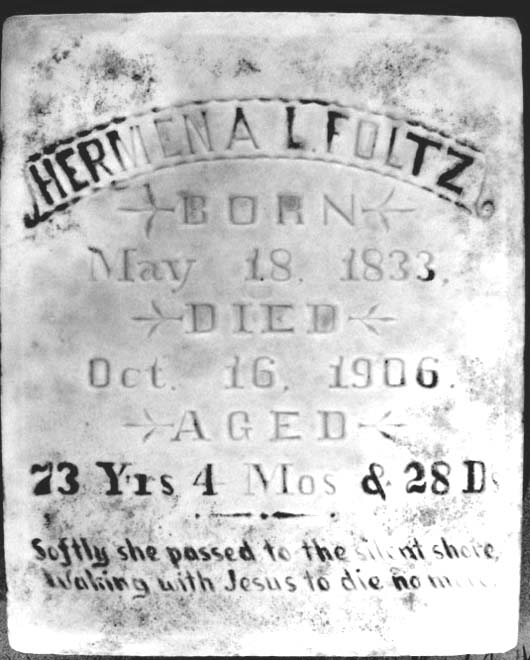 HERMENA L. FOLTZ
BORN
May 18, 1833,
DIED
Oct. 16, 1906.
AGED
73 Yrs 4 Mos & 28 Ds
Softly she passed to the silent shore,
Waking with Jesus to die no more.